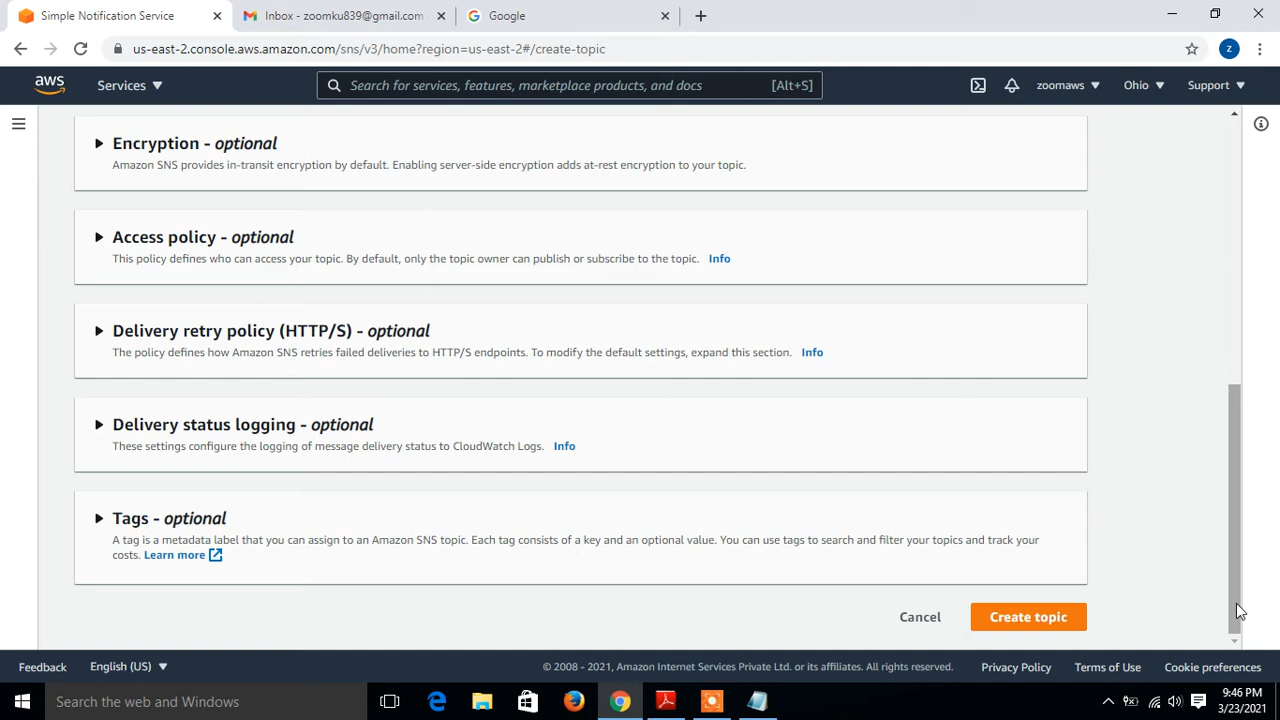 Simple Notification Service
Inbox - zoomku839@gmail.com
Google
us-east-2.console.aws.amazon.com/sns/v3/home?region=us-east-2#/create-topic
z
aws
Services
Search for services, features, marketplace products, and docs
[Alt+S]
zoomaws
Ohio
Support
Encryption - optional
Amazon SNS provides in-transit encryption by default. Enabling server-side encryption adds at-rest encryption to your topic.
Access policy - optional
This policy defines who can access your topic. By default, only the topic owner can publish or subscribe to the topic. Info
Delivery retry policy (HTTP/S) - optional
The policy defines how Amazon SNS retries failed deliveries to HTTP/S endpoints. To modify the default settings, expand this section. Info
Delivery status logging - optional
These settings configure the logging of message delivery status to CloudWatch Logs. Info
Tags - optional
A tag is a metadata label that you can assign to an Amazon SNS topic. Each tag consists of a key and an optional value. You can use tags to search and filter your topics and track your
costs. Learn more
Cancel
Create topic
Feedback
English (US)
© 2008 - 2021, Amazon Internet Services Private Ltd. or its affiliates. All rights reserved.
Privacy Policy
Terms of Use
Cookie preferences
Search the web and Windows
9:46 PM
3/23/2021